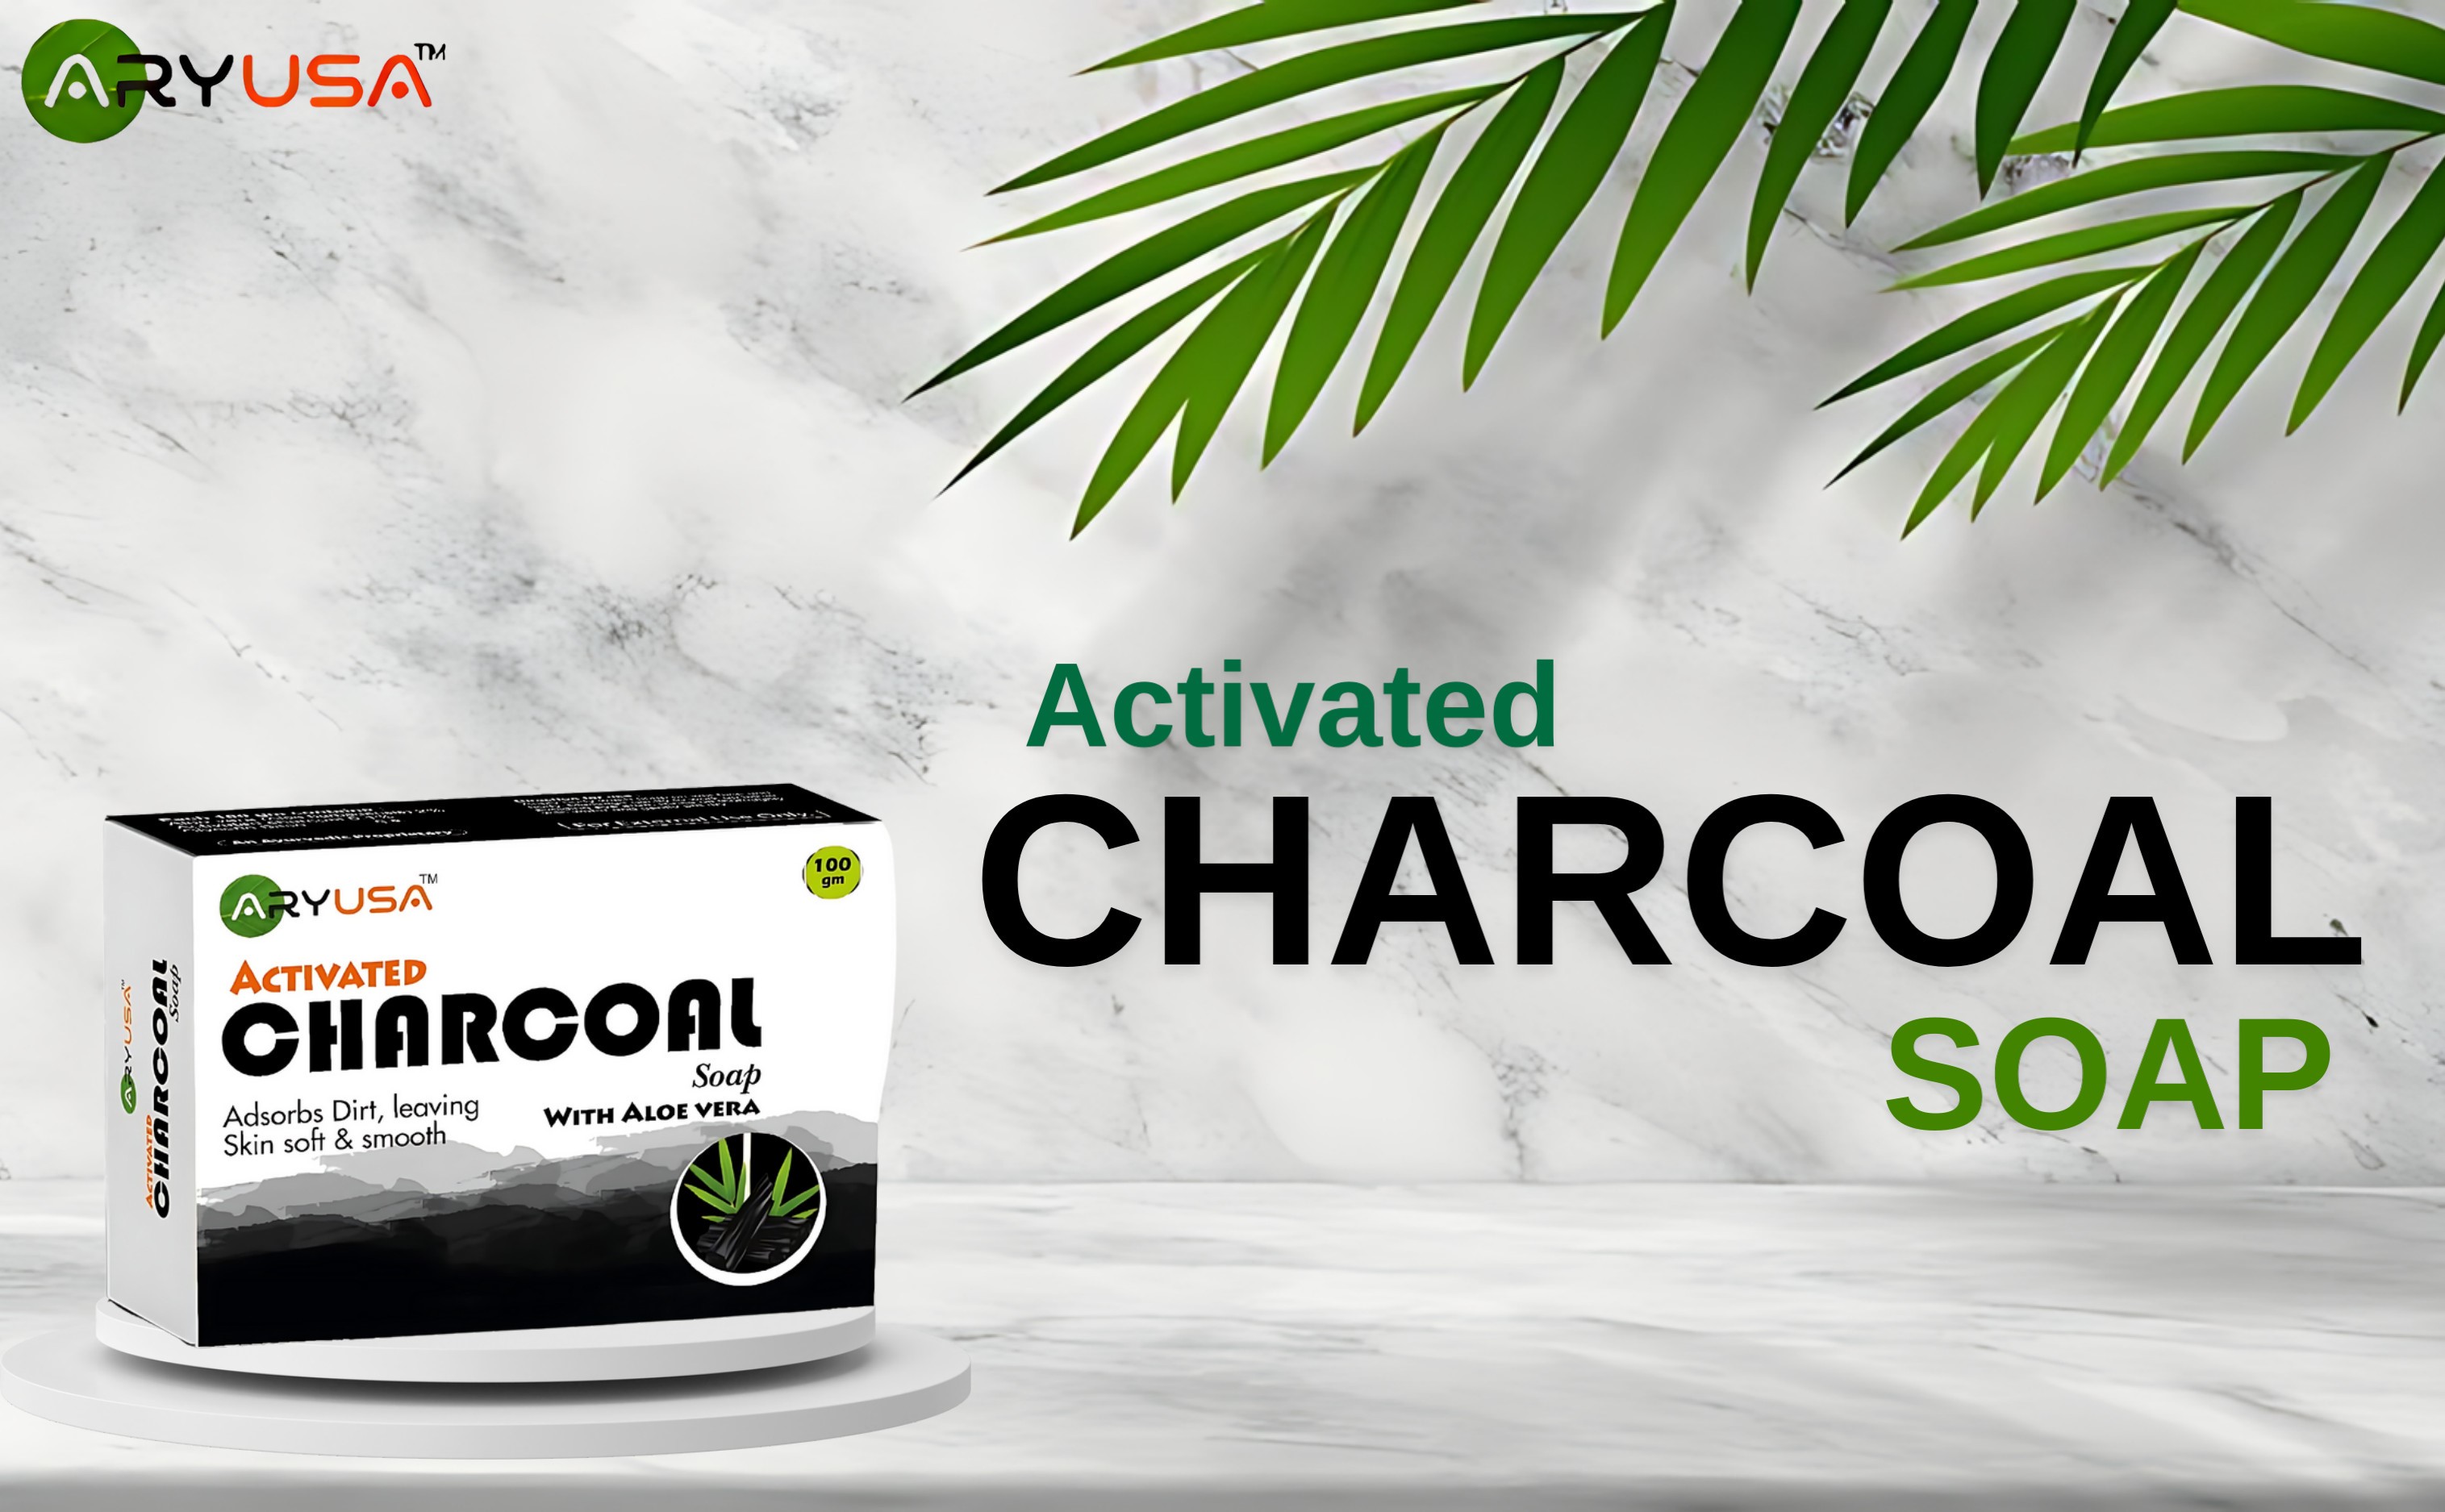 ARYUSA™
Activated
CHARCOAL
SOAP
(For External Use Only)
(An Ayurvedic Proprietary)
ARYUSA™
100
gm
ACTIVATED
CHARCOAL
Soap
WITH ALOE VERA
Adsorbs Dirt, leaving
Skin soft & smooth
ARYUSA™
ACTIVATED
CHARCOAL
Soap